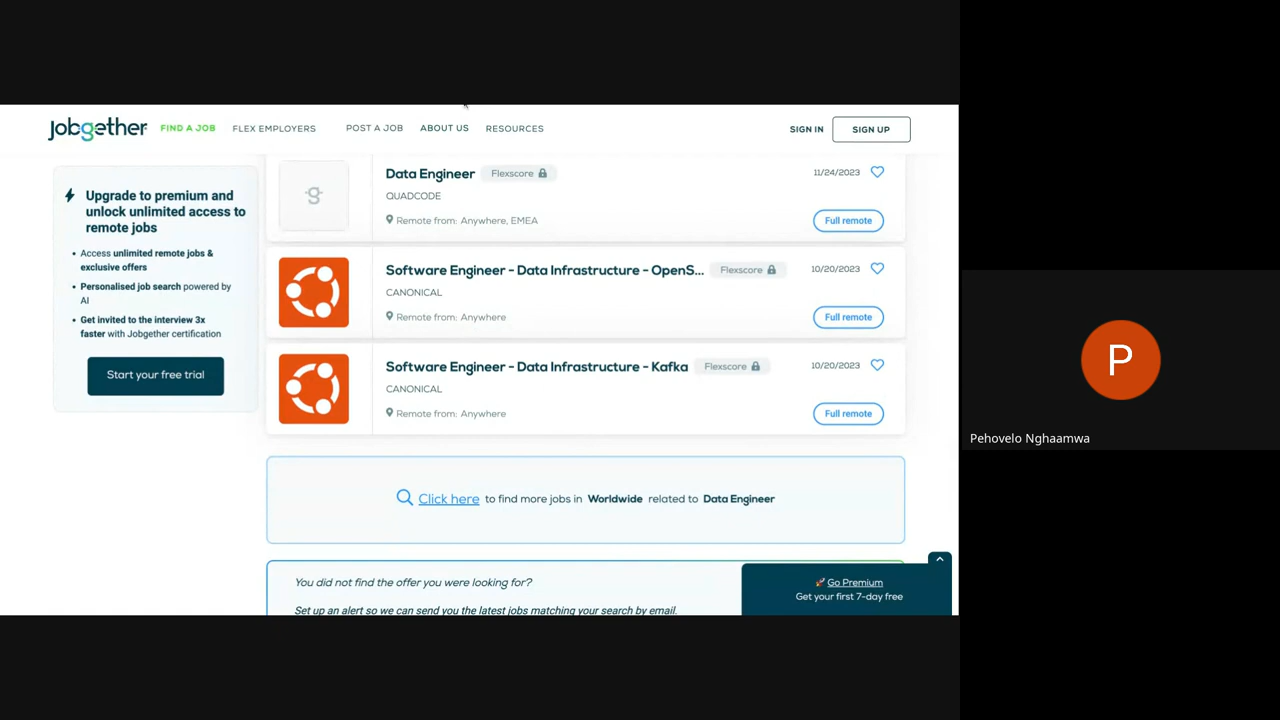 jobgether FIND A JOB FLEX EMPLOYERS POST A JOB ABOUT US RESOURCES SIGN IN SIGN UP
Upgrade to premium and
unlock unlimited access to
remote jobs
• Access unlimited remote jobs &
exclusive offers
• Personalised job search powered by
AI
• Get invited to the interview 3x
faster with Jobgether certification
Start your free trial
g
Data Engineer Flexscore 11/24/2023
QUADCODE
Remote from: Anywhere, EMEA Full remote
Software Engineer - Data Infrastructure - OpenS... Flexscore 10/20/2023
CANONICAL
Remote from: Anywhere Full remote
Software Engineer - Data Infrastructure - Kafka Flexscore 10/20/2023
CANONICAL
Remote from: Anywhere Full remote
Click here to find more jobs in Worldwide related to Data Engineer
You did not find the offer you were looking for?
Set up an alert so we can send you the latest jobs matching your search by email.
🚀 Go Premium
Get your first 7-day free
P
Pehovelo Nghaamwa